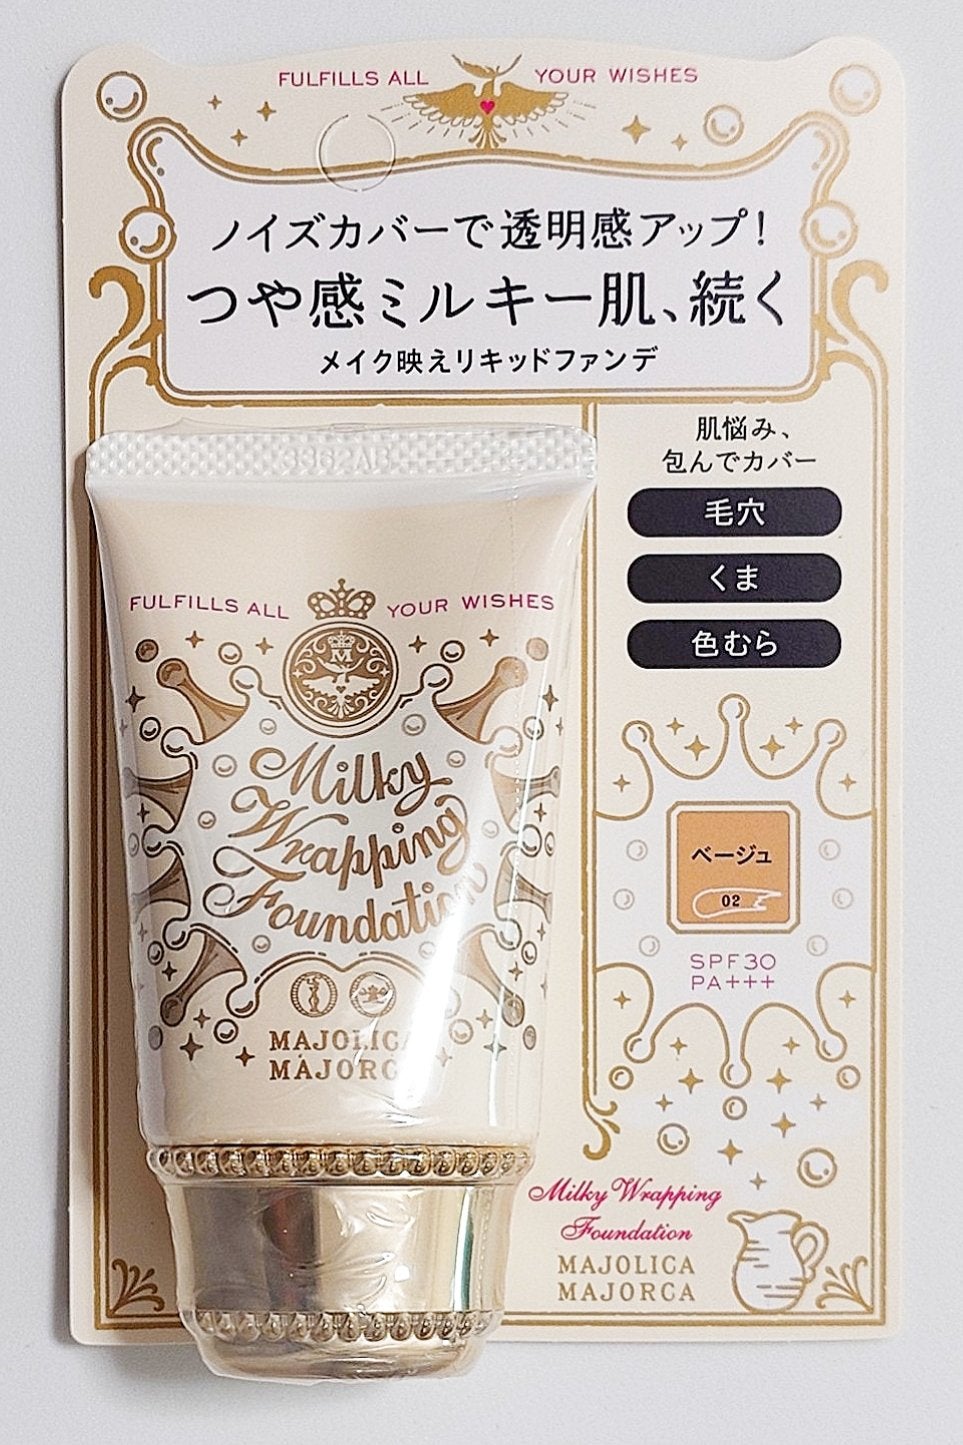 FULFILLS ALL YOUR WISHES
ノイズカバーで透明感アップ!
つや感ミルキー肌、続く
メイク映えリキッドファンデ
肌悩み、
包んでカバー
毛穴
くま
色むら
ベージュ
02
SPF30
PA+++
Milky Wrapping
Foundation
MAJOLICA
MAJORCA
3362AB
FULFILLS ALL YOUR WISHES
M
Milky
Wrapping
Foundation
MAJOLICA
MAJORCA